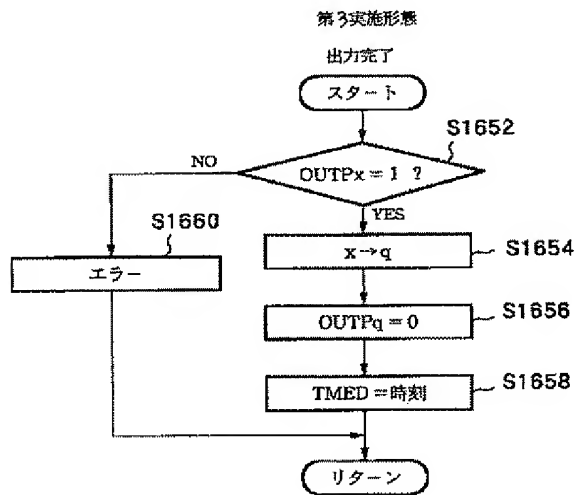 第3実施形態
出力完了
スタート
S1652
NO
OUTPx = 1 ?
YES
S1660
エラー
x→q
S1654
OUTPq = 0
S1656
TMED = 時刻
S1658
リターン